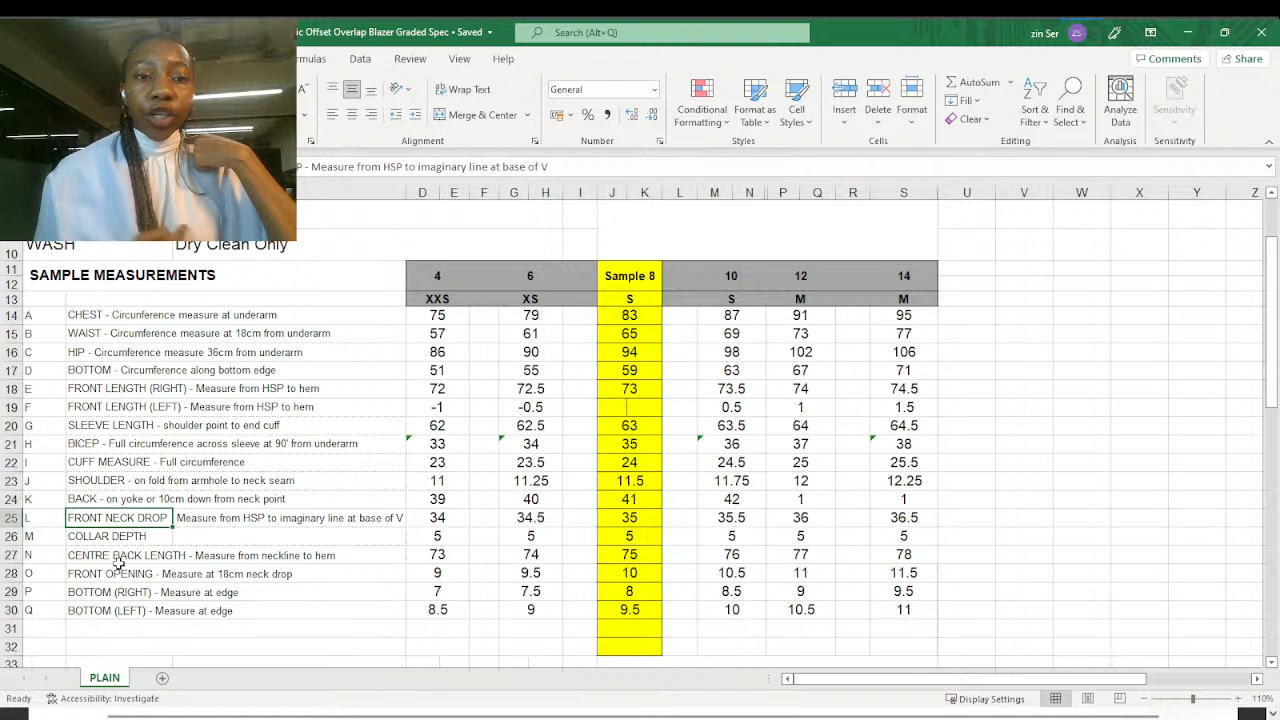 ic Offset Overlap Blazer Graded Spec • Saved
Search (Alt+Q)
zin Ser
ZS
rmulas Data Review View Help
Comments Share
Wrap Text
Merge & Center
General
Conditional Formatting
Format as Table
Cell Styles
Insert Delete Format
AutoSum
Fill
Clear
Sort & Filter
Find & Select
Analyze Data
Sensitivity
Alignment Number Styles Cells Editing Analysis Sensitivity
P - Measure from HSP to imaginary line at base of V
D E F G H I J K L M N P Q R S U V W X Y Z
10 WASH Dry Clean Only
11 SAMPLE MEASUREMENTS 4 6 Sample 8 10 12 14
12
13 XXS XS S S M M
14 A CHEST - Circunference measure at underarm 75 79 83 87 91 95
15 B WAIST - Circumference measure at 18cm from underarm 57 61 65 69 73 77
16 C HIP - Circumference measure 36cm from underarm 86 90 94 98 102 106
17 D BOTTOM - Circumference along bottom edge 51 55 59 63 67 71
18 E FRONT LENGTH (RIGHT) - Measure from HSP to hem 72 72.5 73 73.5 74 74.5
19 F FRONT LENGTH (LEFT) - Measure from HSP to hem -1 -0.5 0.5 1 1.5
20 G SLEEVE LENGTH - shoulder point to end cuff 62 62.5 63 63.5 64 64.5
21 H BICEP - Full circumference across sleeve at 90' from underarm 33 34 35 36 37 38
22 I CUFF MEASURE - Full circumference 23 23.5 24 24.5 25 25.5
23 J SHOULDER - on fold from armhole to neck seam 11 11.25 11.5 11.75 12 12.25
24 K BACK - on yoke or 10cm down from neck point 39 40 41 42 1 1
25 L FRONT NECK DROP Measure from HSP to imaginary line at base of V 34 34.5 35 35.5 36 36.5
26 M COLLAR DEPTH 5 5 5 5 5 5
27 N CENTRE BACK LENGTH - Measure from neckline to hem 73 74 75 76 77 78
28 O FRONT OPENING - Measure at 18cm neck drop 9 9.5 10 10.5 11 11.5
29 P BOTTOM (RIGHT) - Measure at edge 7 7.5 8 8.5 9 9.5
30 Q BOTTOM (LEFT) - Measure at edge 8.5 9 9.5 10 10.5 11
31
32
33
PLAIN
Ready Accessibility: Investigate Display Settings 110%